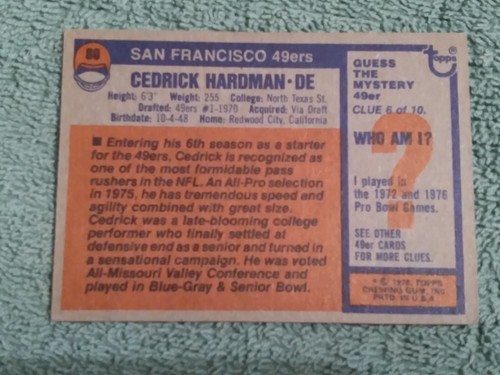 80
SAN FRANCISCO 49ers
CEDRICK HARDMAN • DE
Height: 6'3" Weight: 255 College: North Texas St.
Drafted: 49ers #1-1970 Acquired: Via Draft
Birthdate: 10-4-48 Home: Redwood City, California
■ Entering his 6th season as a starter
for the 49ers, Cedrick is recognized as
one of the most formidable pass
rushers in the NFL. An All-Pro selection
in 1975, he has tremendous speed and
agility combined with great size.
Cedrick was a late-blooming college
performer who finally settled at
defensive end as a senior and turned in
a sensational campaign. He was voted
All-Missouri Valley Conference and
played in Blue-Gray & Senior Bowl.
topps
GUESS
THE
MYSTERY
49er
CLUE 6 of 10.
WHO AM I?
?
I played in
the 1972 and 1976
Pro Bowl Games.
SEE OTHER
49er CARDS
FOR MORE CLUES.
* © 1976, TOPPS
CHEWING GUM, INC.
PRTD. IN U.S.A.